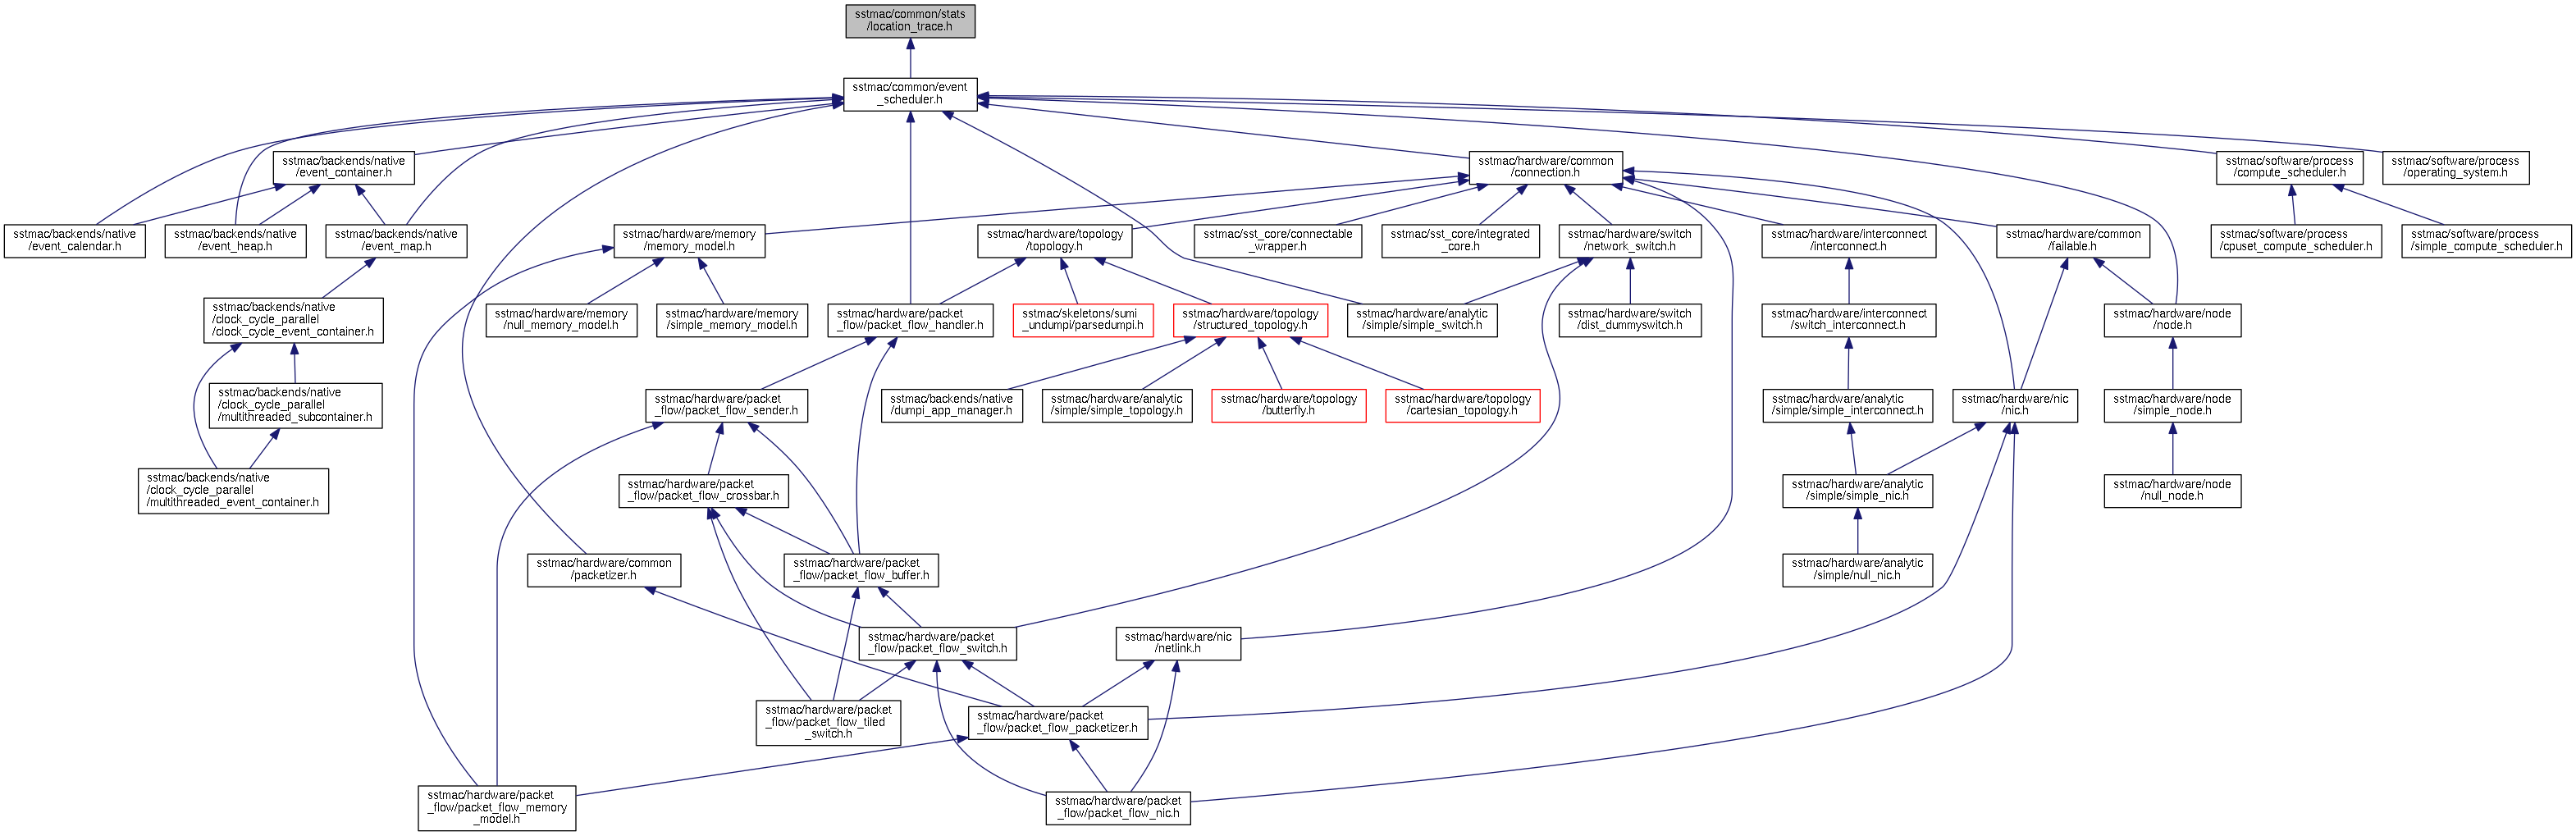 sstmac/common/stats
/location_trace.h
sstmac/common/event
_scheduler.h
sstmac/backends/native
/event_container.h
sstmac/hardware/common
/connection.h
sstmac/software/process
/compute_scheduler.h
sstmac/software/process
/operating_system.h
sstmac/backends/native
/event_calendar.h
sstmac/backends/native
/event_heap.h
sstmac/backends/native
/event_map.h
sstmac/hardware/memory
/memory_model.h
sstmac/hardware/topology
/topology.h
sstmac/sst_core/connectable
_wrapper.h
sstmac/sst_core/integrated
_core.h
sstmac/hardware/switch
/network_switch.h
sstmac/hardware/interconnect
/interconnect.h
sstmac/hardware/common
/failable.h
sstmac/software/process
/cpuset_compute_scheduler.h
sstmac/software/process
/simple_compute_scheduler.h
sstmac/backends/native
/clock_cycle_parallel
/clock_cycle_event_container.h
sstmac/hardware/memory
/null_memory_model.h
sstmac/hardware/memory
/simple_memory_model.h
sstmac/hardware/packet
_flow/packet_flow_handler.h
sstmac/skeletons/sumi
_undumpi/parsedumpi.h
sstmac/hardware/topology
/structured_topology.h
sstmac/hardware/analytic
/simple/simple_switch.h
sstmac/hardware/switch
/dist_dummyswitch.h
sstmac/hardware/interconnect
/switch_interconnect.h
sstmac/hardware/node
/node.h
sstmac/backends/native
/clock_cycle_parallel
/multithreaded_subcontainer.h
sstmac/hardware/packet
_flow/packet_flow_sender.h
sstmac/backends/native
/dumpi_app_manager.h
sstmac/hardware/analytic
/simple/simple_topology.h
sstmac/hardware/topology
/butterfly.h
sstmac/hardware/topology
/cartesian_topology.h
sstmac/hardware/analytic
/simple/simple_interconnect.h
sstmac/hardware/nic
/nic.h
sstmac/hardware/node
/simple_node.h
sstmac/backends/native
/clock_cycle_parallel
/multithreaded_event_container.h
sstmac/hardware/packet
_flow/packet_flow_crossbar.h
sstmac/hardware/analytic
/simple/simple_nic.h
sstmac/hardware/node
/null_node.h
sstmac/hardware/common
/packetizer.h
sstmac/hardware/packet
_flow/packet_flow_buffer.h
sstmac/hardware/analytic
/simple/null_nic.h
sstmac/hardware/packet
_flow/packet_flow_switch.h
sstmac/hardware/nic
/netlink.h
sstmac/hardware/packet
_flow/packet_flow_tiled
_switch.h
sstmac/hardware/packet
_flow/packet_flow_packetizer.h
sstmac/hardware/packet
_flow/packet_flow_memory
_model.h
sstmac/hardware/packet
_flow/packet_flow_nic.h